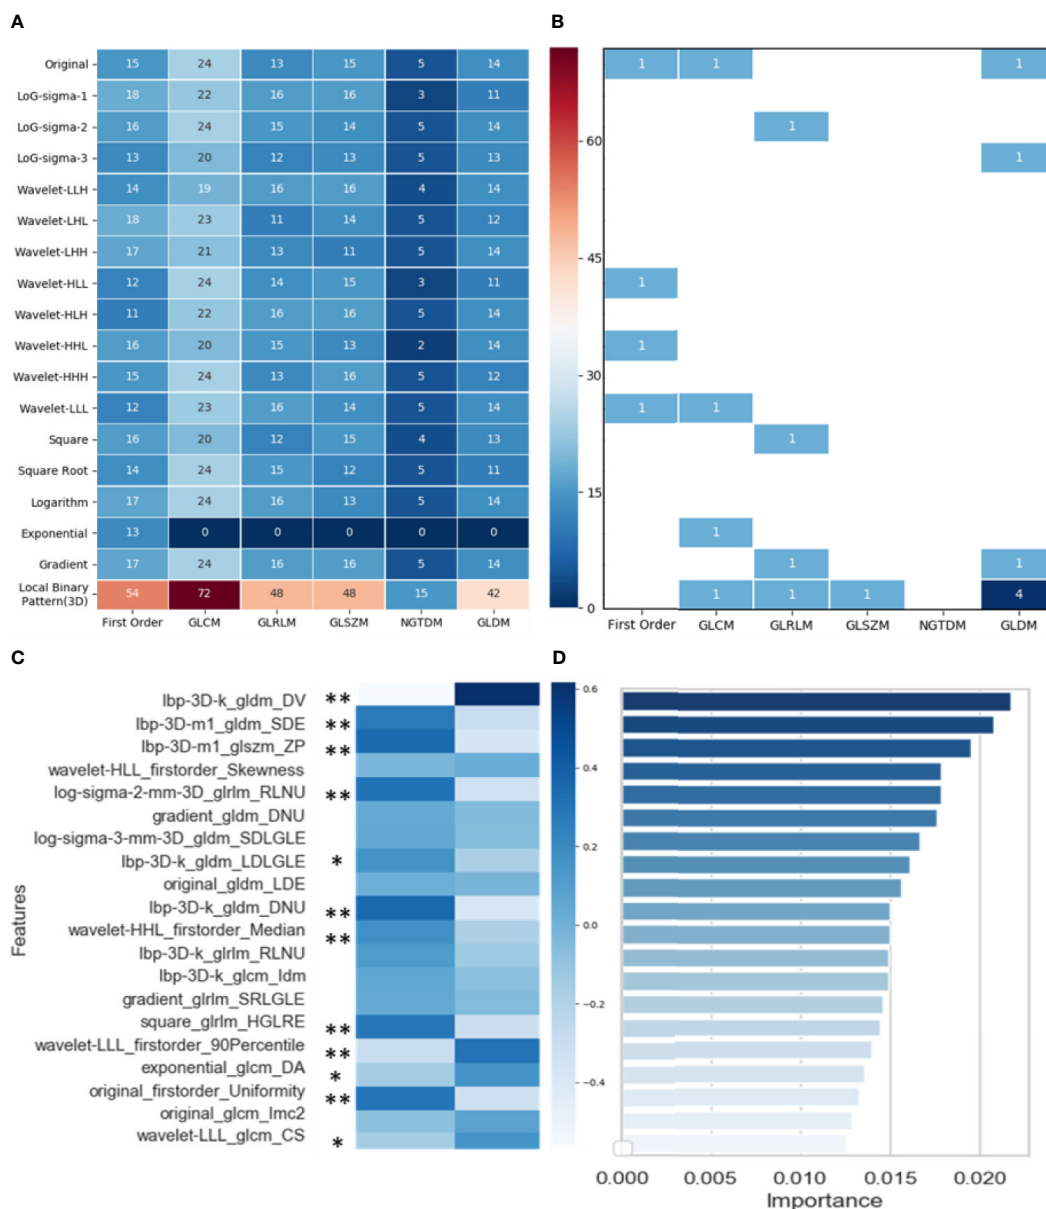 A
B
Original 15 24 13 15 5 14
LoG-sigma-1 18 22 16 16 3 11
LoG-sigma-2 16 24 15 14 5 14
LoG-sigma-3 13 20 12 13 5 13
Wavelet-LLH 14 19 16 16 4 14
Wavelet-LHL 18 23 11 14 5 12
Wavelet-LHH 17 21 13 11 5 14
Wavelet-HLL 12 24 14 15 3 11
Wavelet-HLH 11 22 16 16 5 14
Wavelet-HHL 16 20 15 13 2 14
Wavelet-HHH 15 24 13 16 5 12
Wavelet-LLL 12 23 16 14 5 14
Square 16 20 12 15 4 13
Square Root 14 24 15 12 5 11
Logarithm 17 24 16 13 5 14
Exponential 13 0 0 0 0 0
Gradient 17 24 16 16 5 14
Local Binary
Pattern(3D) 54 72 48 48 15 42
First Order GLCM GLRLM GLSZM NGTDM GLDM
60
45
30
15
0
1 1 1
1
1
1
1
1 1
1
1
1 1
1 1 1 4
First Order GLCM GLRLM GLSZM NGTDM GLDM
C
D
Features
lbp-3D-k_gldm_DV **
lbp-3D-m1_gldm_SDE **
lbp-3D-m1_glszm_ZP **
wavelet-HLL_firstorder_Skewness
log-sigma-2-mm-3D_glrlm_RLNU **
gradient_gldm_DNU
log-sigma-3-mm-3D_gldm_SDLGLE
lbp-3D-k_gldm_LDLGLE *
original_gldm_LDE
lbp-3D-k_gldm_DNU **
wavelet-HHL_firstorder_Median **
lbp-3D-k_glrlm_RLNU
lbp-3D-k_glcm_Idm
gradient_glrlm_SRLGLE
square_glrlm_HGLRE **
wavelet-LLL_firstorder_90Percentile **
exponential_glcm_DA *
original_firstorder_Uniformity **
original_glcm_Imc2
wavelet-LLL_glcm_CS *
0.6
0.4
0.2
0.0
−0.2
−0.4
0.000 0.005 0.010 0.015 0.020
Importance